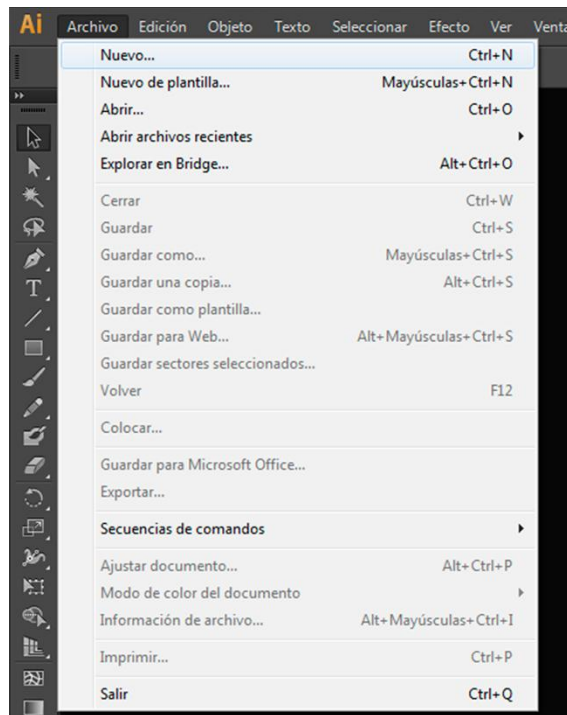 Ai Archivo Edición Objeto Texto Seleccionar Efecto Ver Venta
Nuevo... Ctrl+N
Nuevo de plantilla... Mayúsculas+Ctrl+N
Abrir... Ctrl+O
Abrir archivos recientes
Explorar en Bridge... Alt+Ctrl+O
Cerrar Ctrl+W
Guardar Ctrl+S
Guardar como... Mayúsculas+Ctrl+S
Guardar una copia... Alt+Ctrl+S
Guardar como plantilla...
Guardar para Web... Alt+Mayúsculas+Ctrl+S
Guardar sectores seleccionados...
Volver F12
Colocar...
Guardar para Microsoft Office...
Exportar...
Secuencias de comandos
Ajustar documento... Alt+Ctrl+P
Modo de color del documento
Información de archivo... Alt+Mayúsculas+Ctrl+I
Imprimir... Ctrl+P
Salir Ctrl+Q